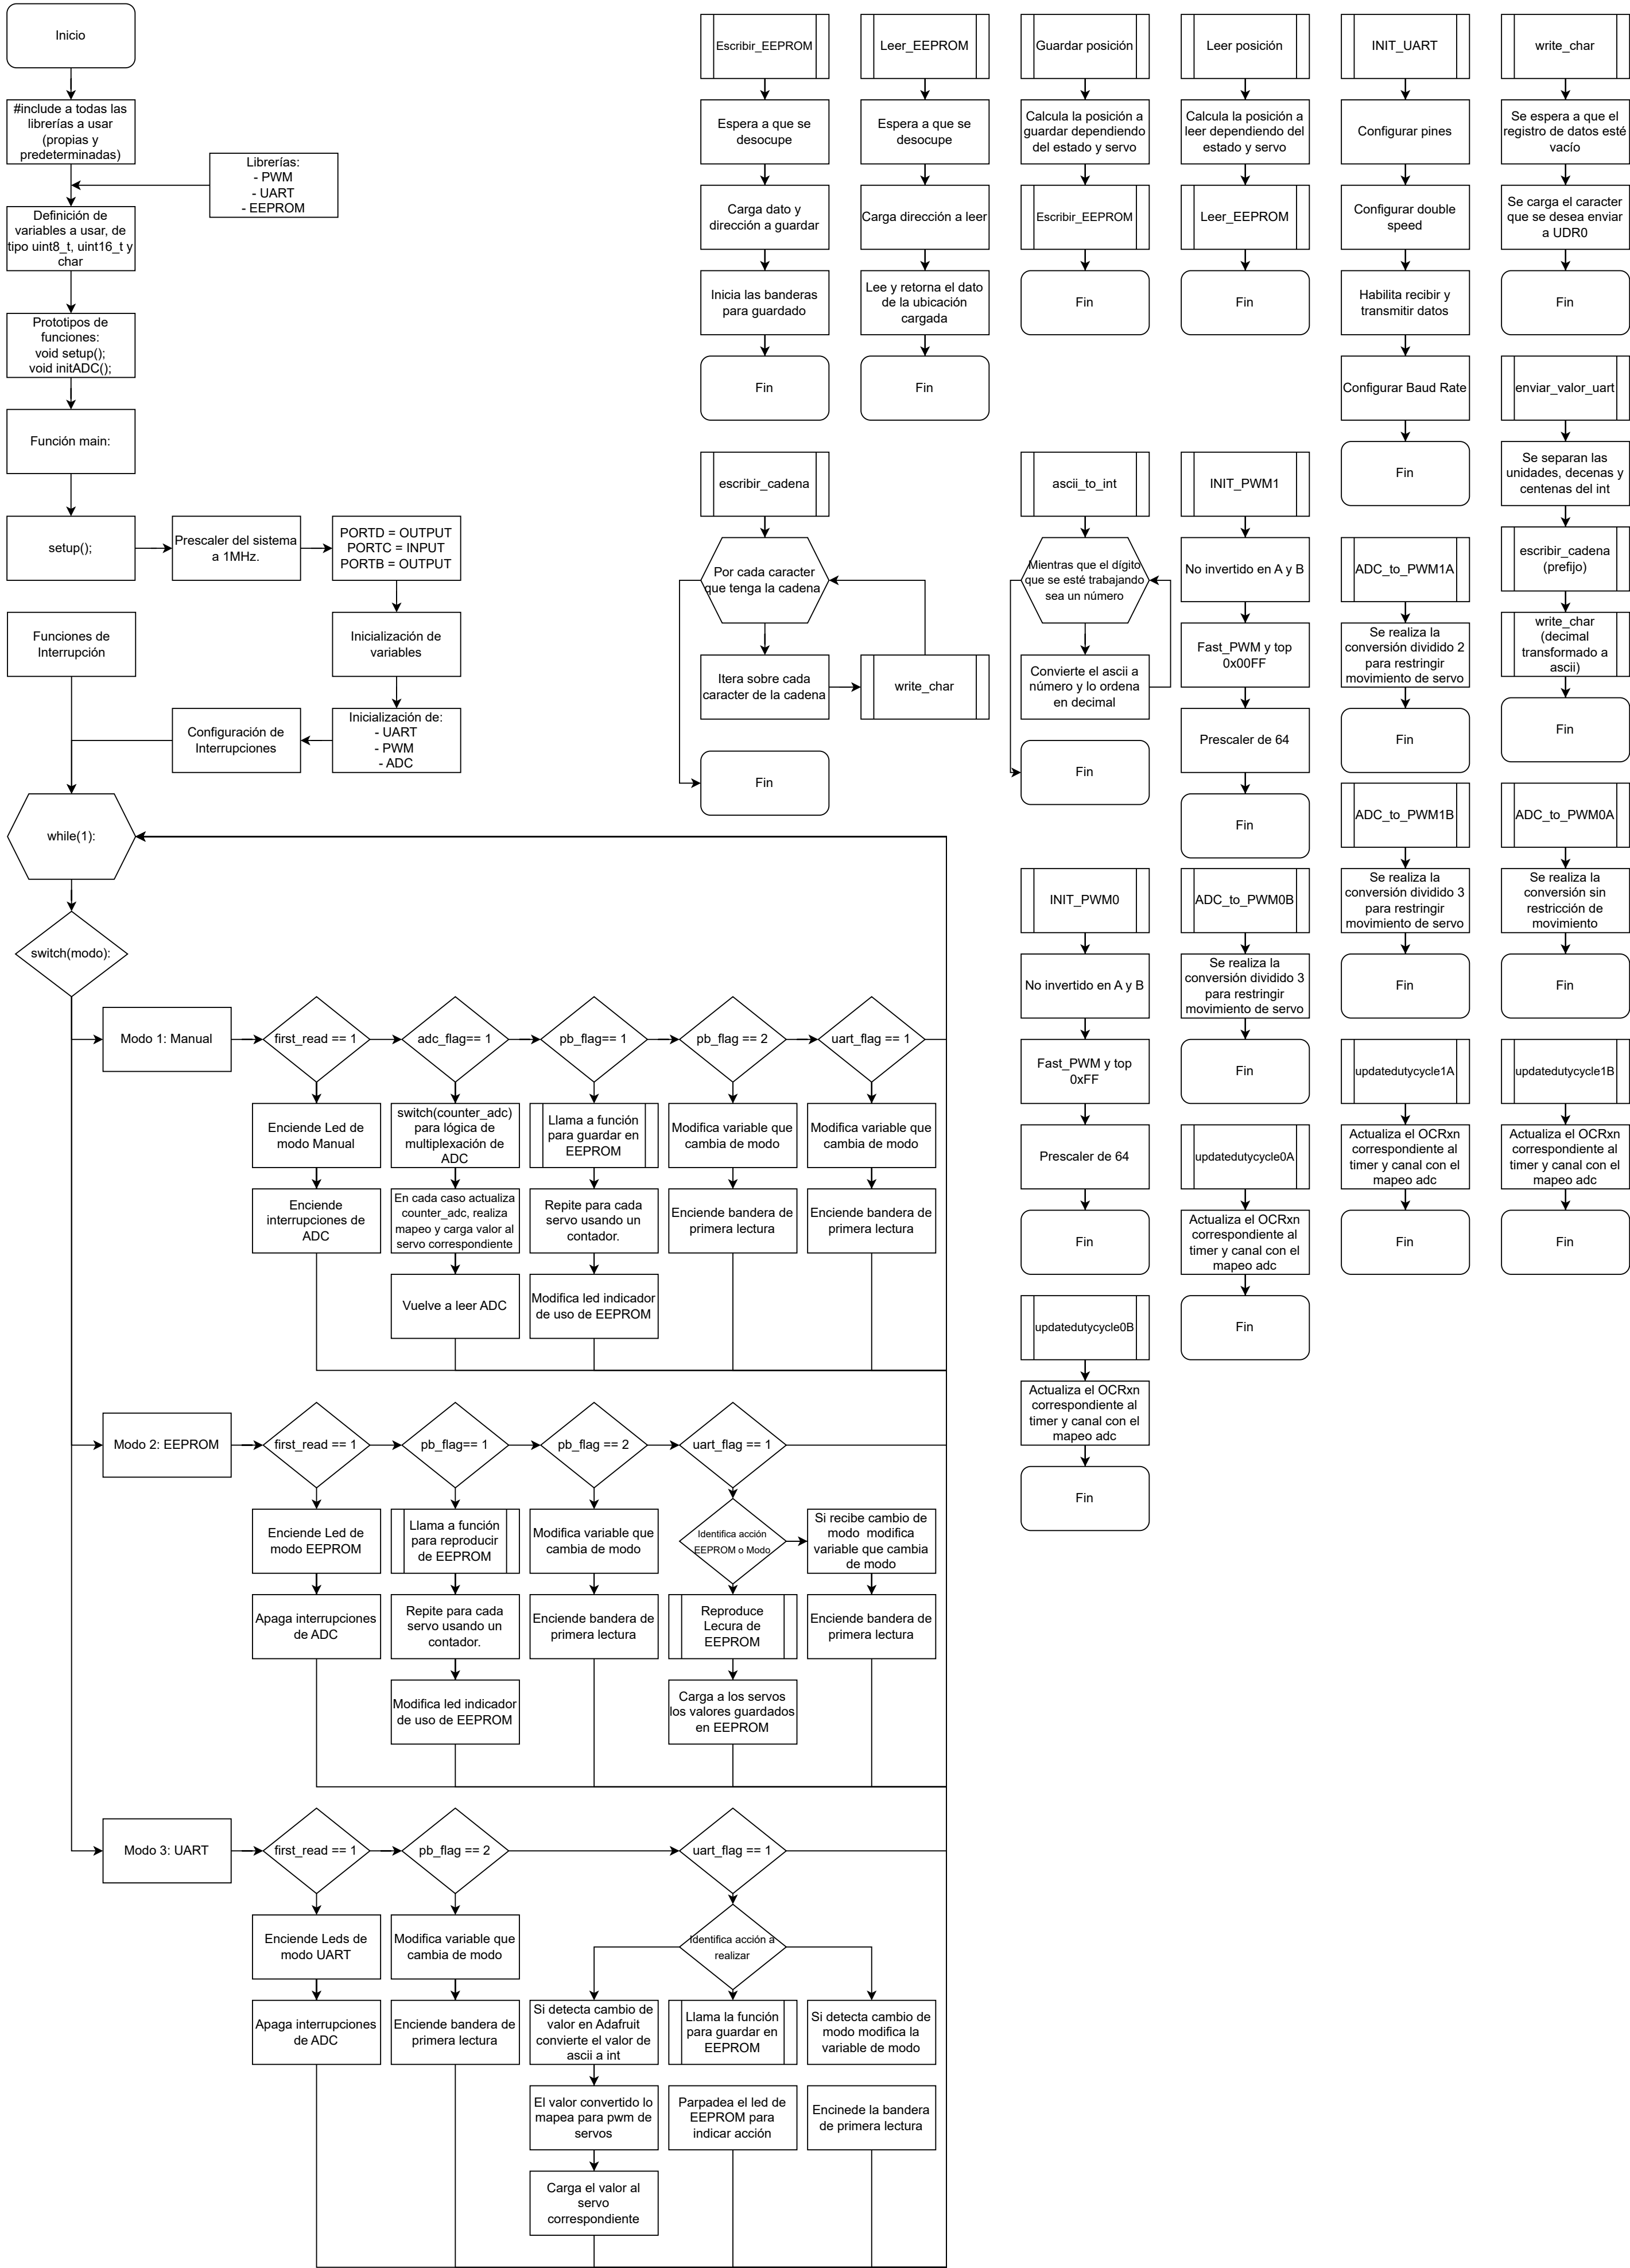 Inicio
#include a todas las
librerías a usar
(propias y
predeterminadas)
Librerías:
- PWM
- UART
- EEPROM
Definición de
variables a usar, de
tipo uint8_t, uint16_t y
char
Prototipos de
funciones:
void setup();
void initADC();
Función main:
setup();
Prescaler del sistema
a 1MHz.
PORTD = OUTPUT
PORTC = INPUT
PORTB = OUTPUT
Funciones de
Interrupción
Inicialización de
variables
Configuración de
Interrupciones
Inicialización de:
- UART
- PWM
- ADC
while(1):
switch(modo):
Modo 1: Manual
first_read == 1
adc_flag== 1
pb_flag== 1
pb_flag == 2
uart_flag == 1
Enciende Led de
modo Manual
Enciende
interrupciones de
ADC
switch(counter_adc)
para lógica de
multiplexación de
ADC
En cada caso actualiza
counter_adc, realiza
mapeo y carga valor al
servo correspondiente
Vuelve a leer ADC
Llama a función
para guardar en
EEPROM
Repite para cada
servo usando un
contador.
Modifica led indicador
de uso de EEPROM
Modifica variable que
cambia de modo
Enciende bandera de
primera lectura
Modifica variable que
cambia de modo
Enciende bandera de
primera lectura
Modo 2: EEPROM
first_read == 1
pb_flag== 1
pb_flag == 2
uart_flag == 1
Enciende Led de
modo EEPROM
Apaga interrupciones
de ADC
Llama a función
para reproducir
de EEPROM
Repite para cada
servo usando un
contador.
Modifica led indicador
de uso de EEPROM
Modifica variable que
cambia de modo
Enciende bandera de
primera lectura
Identifica acción
EEPROM o Modo
Reproduce
Lecura de
EEPROM
Carga a los servos
los valores guardados
en EEPROM
Si recibe cambio de
modo modifica
variable que cambia
de modo
Enciende bandera de
primera lectura
Modo 3: UART
first_read == 1
pb_flag == 2
uart_flag == 1
Enciende Leds de
modo UART
Apaga interrupciones
de ADC
Modifica variable que
cambia de modo
Enciende bandera de
primera lectura
Identifica acción a
realizar
Si detecta cambio de
valor en Adafruit
convierte el valor de
ascii a int
El valor convertido lo
mapea para pwm de
servos
Carga el valor al
servo
correspondiente
Llama la función
para guardar en
EEPROM
Parpadea el led de
EEPROM para
indicar acción
Si detecta cambio de
modo modifica la
variable de modo
Encinede la bandera
de primera lectura
Escribir_EEPROM
Espera a que se
desocupe
Carga dato y
dirección a guardar
Inicia las banderas
para guardado
Fin
Leer_EEPROM
Espera a que se
desocupe
Carga dirección a leer
Lee y retorna el dato
de la ubicación
cargada
Fin
Guardar posición
Calcula la posición a
guardar dependiendo
del estado y servo
Escribir_EEPROM
Fin
Leer posición
Calcula la posición a
leer dependiendo del
estado y servo
Leer_EEPROM
Fin
INIT_UART
Configurar pines
Configurar double
speed
Habilita recibir y
transmitir datos
Configurar Baud Rate
Fin
write_char
Se espera a que el
registro de datos esté
vacío
Se carga el caracter
que se desea enviar
a UDR0
Fin
enviar_valor_uart
Se separan las
unidades, decenas y
centenas del int
escribir_cadena
(prefijo)
write_char
(decimal
transformado a
ascii)
Fin
escribir_cadena
Por cada caracter
que tenga la cadena
Itera sobre cada
caracter de la cadena
write_char
Fin
ascii_to_int
Mientras que el dígito
que se esté trabajando
sea un número
Convierte el ascii a
número y lo ordena
en decimal
Fin
INIT_PWM1
No invertido en A y B
Fast_PWM y top
0x00FF
Prescaler de 64
Fin
ADC_to_PWM1A
Se realiza la
conversión dividido 2
para restringir
movimiento de servo
Fin
ADC_to_PWM1B
Se realiza la
conversión dividido 3
para restringir
movimiento de servo
Fin
ADC_to_PWM0A
Se realiza la
conversión sin
restricción de
movimiento
Fin
INIT_PWM0
No invertido en A y B
Fast_PWM y top
0xFF
Prescaler de 64
Fin
ADC_to_PWM0B
Se realiza la
conversión dividido 3
para restringir
movimiento de servo
Fin
updatedutycycle1A
Actualiza el OCRxn
correspondiente al
timer y canal con el
mapeo adc
Fin
updatedutycycle1B
Actualiza el OCRxn
correspondiente al
timer y canal con el
mapeo adc
Fin
updatedutycycle0A
Actualiza el OCRxn
correspondiente al
timer y canal con el
mapeo adc
Fin
updatedutycycle0B
Actualiza el OCRxn
correspondiente al
timer y canal con el
mapeo adc
Fin